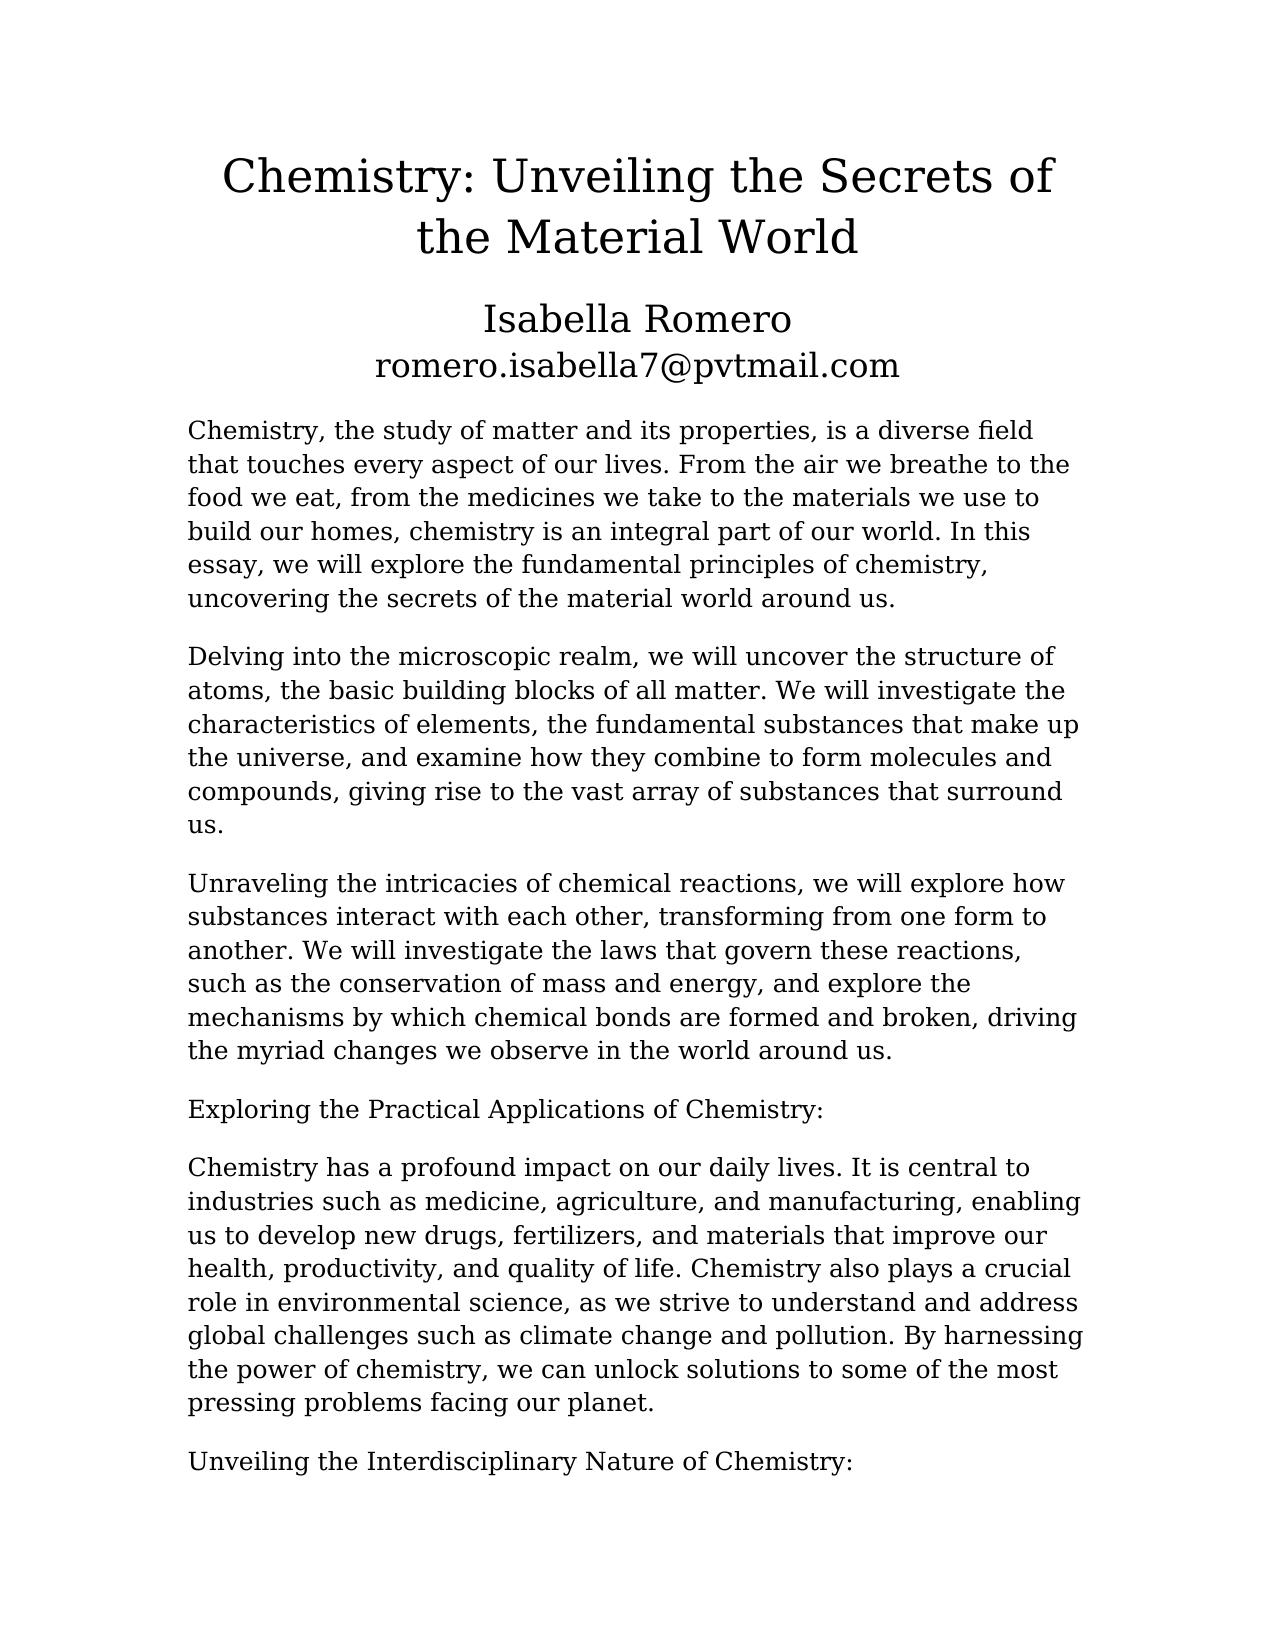 Chemistry: Unveiling the Secrets of
the Material World
Isabella Romero
romero.isabella7@pvtmail.com
Chemistry, the study of matter and its properties, is a diverse field
that touches every aspect of our lives. From the air we breathe to the
food we eat, from the medicines we take to the materials we use to
build our homes, chemistry is an integral part of our world. In this
essay, we will explore the fundamental principles of chemistry,
uncovering the secrets of the material world around us.
Delving into the microscopic realm, we will uncover the structure of
atoms, the basic building blocks of all matter. We will investigate the
characteristics of elements, the fundamental substances that make up
the universe, and examine how they combine to form molecules and
compounds, giving rise to the vast array of substances that surround
us.
Unraveling the intricacies of chemical reactions, we will explore how
substances interact with each other, transforming from one form to
another. We will investigate the laws that govern these reactions,
such as the conservation of mass and energy, and explore the
mechanisms by which chemical bonds are formed and broken, driving
the myriad changes we observe in the world around us.
Exploring the Practical Applications of Chemistry:
Chemistry has a profound impact on our daily lives. It is central to
industries such as medicine, agriculture, and manufacturing, enabling
us to develop new drugs, fertilizers, and materials that improve our
health, productivity, and quality of life. Chemistry also plays a crucial
role in environmental science, as we strive to understand and address
global challenges such as climate change and pollution. By harnessing
the power of chemistry, we can unlock solutions to some of the most
pressing problems facing our planet.
Unveiling the Interdisciplinary Nature of Chemistry: